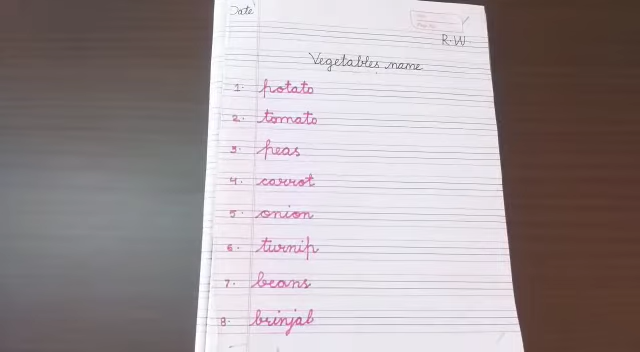 Date
R.W
Vegetables name
1. potato
2. tomato
3. peas
4. carrot
5. onion
6. turnip
7. beans
8. brinjal